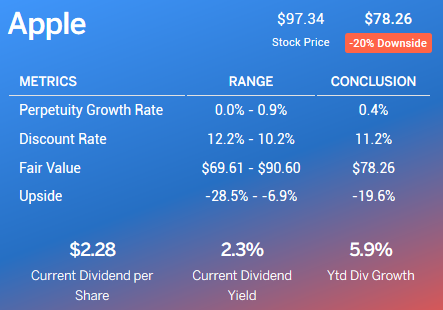 Apple
$97.34 $78.26
Stock Price -20% Downside
METRICS RANGE CONCLUSION
Perpetuity Growth Rate 0.0% - 0.9% 0.4%
Discount Rate 12.2% - 10.2% 11.2%
Fair Value $69.61 - $90.60 $78.26
Upside -28.5% - -6.9% -19.6%
$2.28 2.3% 5.9%
Current Dividend per Current Dividend Ytd Div Growth
Share Yield